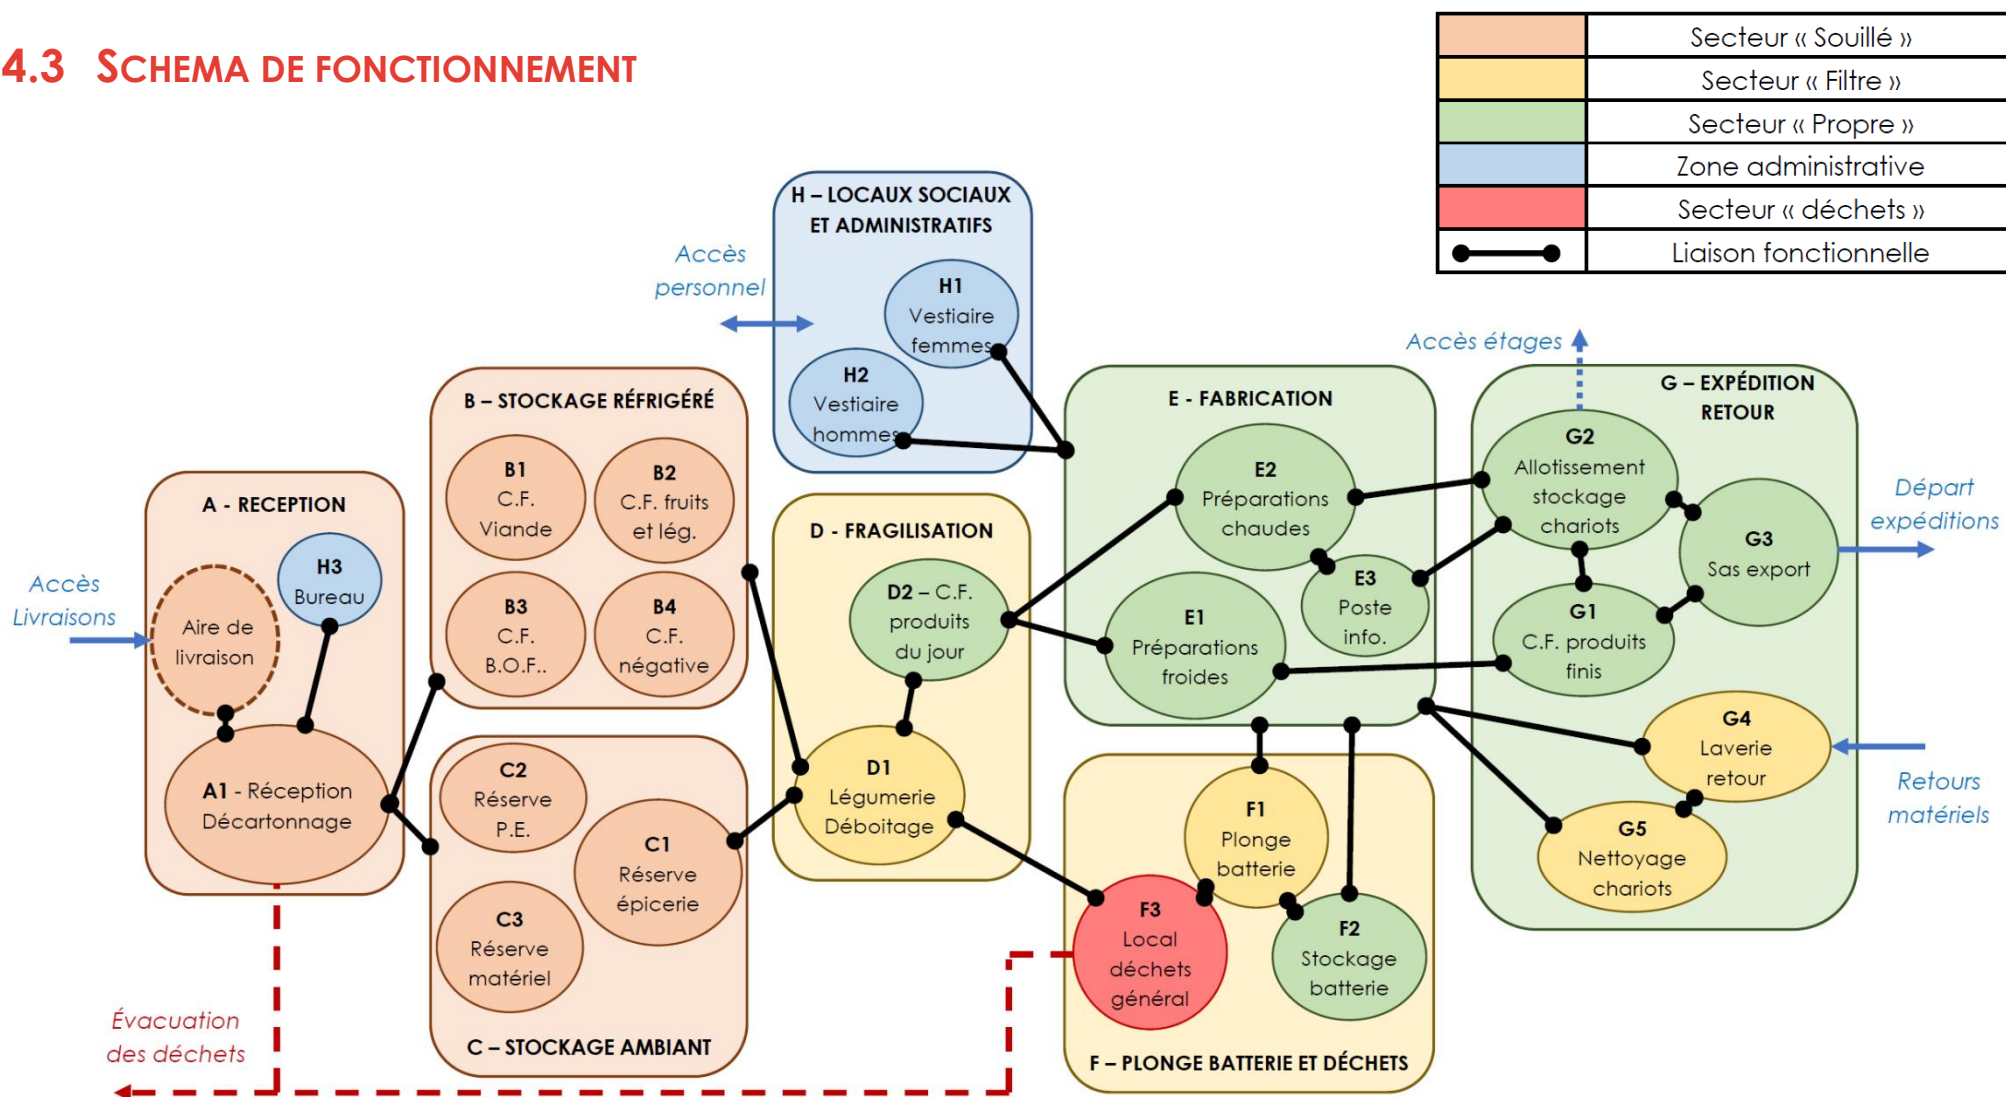 4.3 SCHEMA DE FONCTIONNEMENT
Secteur « Souillé »
Secteur « Filtre »
Secteur « Propre »
Zone administrative
Secteur « déchets »
Liaison fonctionnelle
H – LOCAUX SOCIAUX
ET ADMINISTRATIFS
Accès
personnel
H1
Vestiaire
femmes
H2
Vestiaire
hommes
B – STOCKAGE RÉFRIGÉRÉ
B1
C.F.
Viande
B2
C.F. fruits
et lég.
B3
C.F.
B.O.F..
B4
C.F.
négative
A - RECEPTION
H3
Bureau
Accès
Livraisons
Aire de
livraison
A1 - Réception
Décartonnage
C2
Réserve
P.E.
C1
Réserve
épicerie
C3
Réserve
matériel
C – STOCKAGE AMBIANT
D - FRAGILISATION
D2 – C.F.
produits
du jour
D1
Légumerie
Déboitage
E - FABRICATION
E2
Préparations
chaudes
E3
Poste
info.
E1
Préparations
froides
Accès étages
G – EXPÉDITION
RETOUR
G2
Allotissement
stockage
chariots
G3
Sas export
Départ
expéditions
G1
C.F. produits
finis
G4
Laverie
retour
Retours
matériels
G5
Nettoyage
chariots
F1
Plonge
batterie
F3
Local
déchets
général
F2
Stockage
batterie
F – PLONGE BATTERIE ET DÉCHETS
Évacuation
des déchets